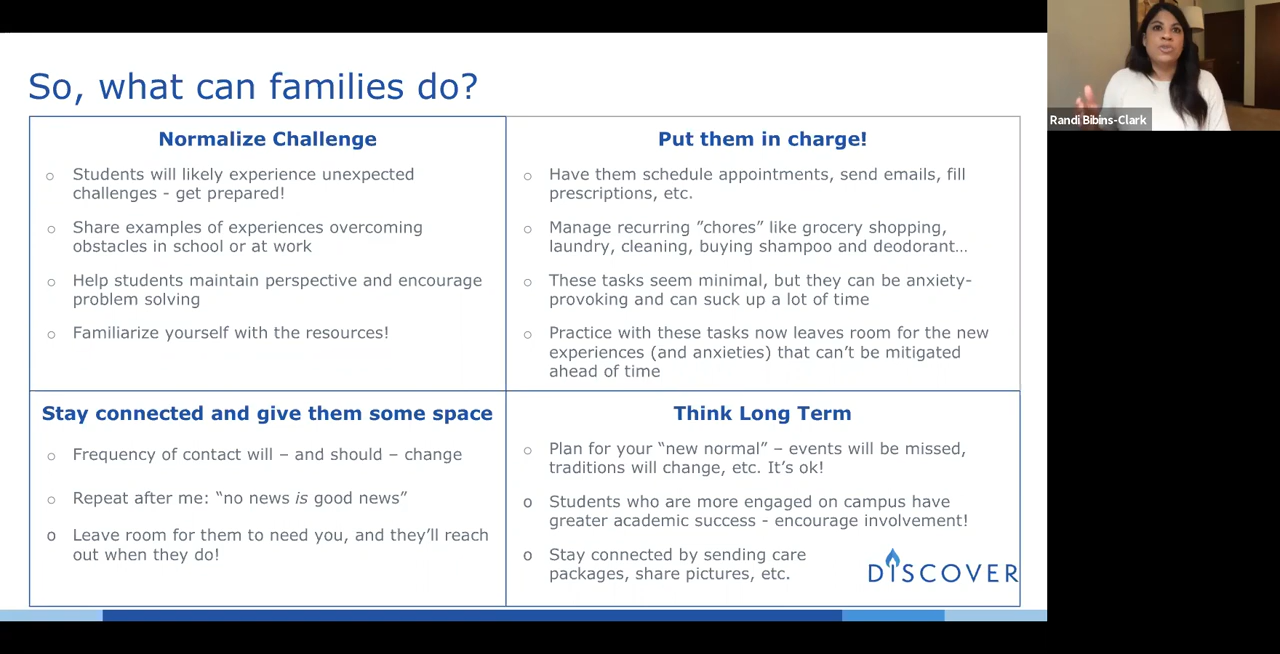 So, what can families do?
Normalize Challenge
○ Students will likely experience unexpected
challenges - get prepared!
○ Share examples of experiences overcoming
obstacles in school or at work
○ Help students maintain perspective and encourage
problem solving
○ Familiarize yourself with the resources!
Put them in charge!
○ Have them schedule appointments, send emails, fill
prescriptions, etc.
○ Manage recurring ”chores” like grocery shopping,
laundry, cleaning, buying shampoo and deodorant…
○ These tasks seem minimal, but they can be anxiety-
provoking and can suck up a lot of time
○ Practice with these tasks now leaves room for the new
experiences (and anxieties) that can’t be mitigated
ahead of time
Stay connected and give them some space
○ Frequency of contact will – and should – change
○ Repeat after me: “no news is good news”
o Leave room for them to need you, and they’ll reach
out when they do!
Think Long Term
○ Plan for your “new normal” – events will be missed,
traditions will change, etc. It’s ok!
o Students who are more engaged on campus have
greater academic success - encourage involvement!
o Stay connected by sending care
packages, share pictures, etc.
DISCOVER
Randi Bibins-Clark